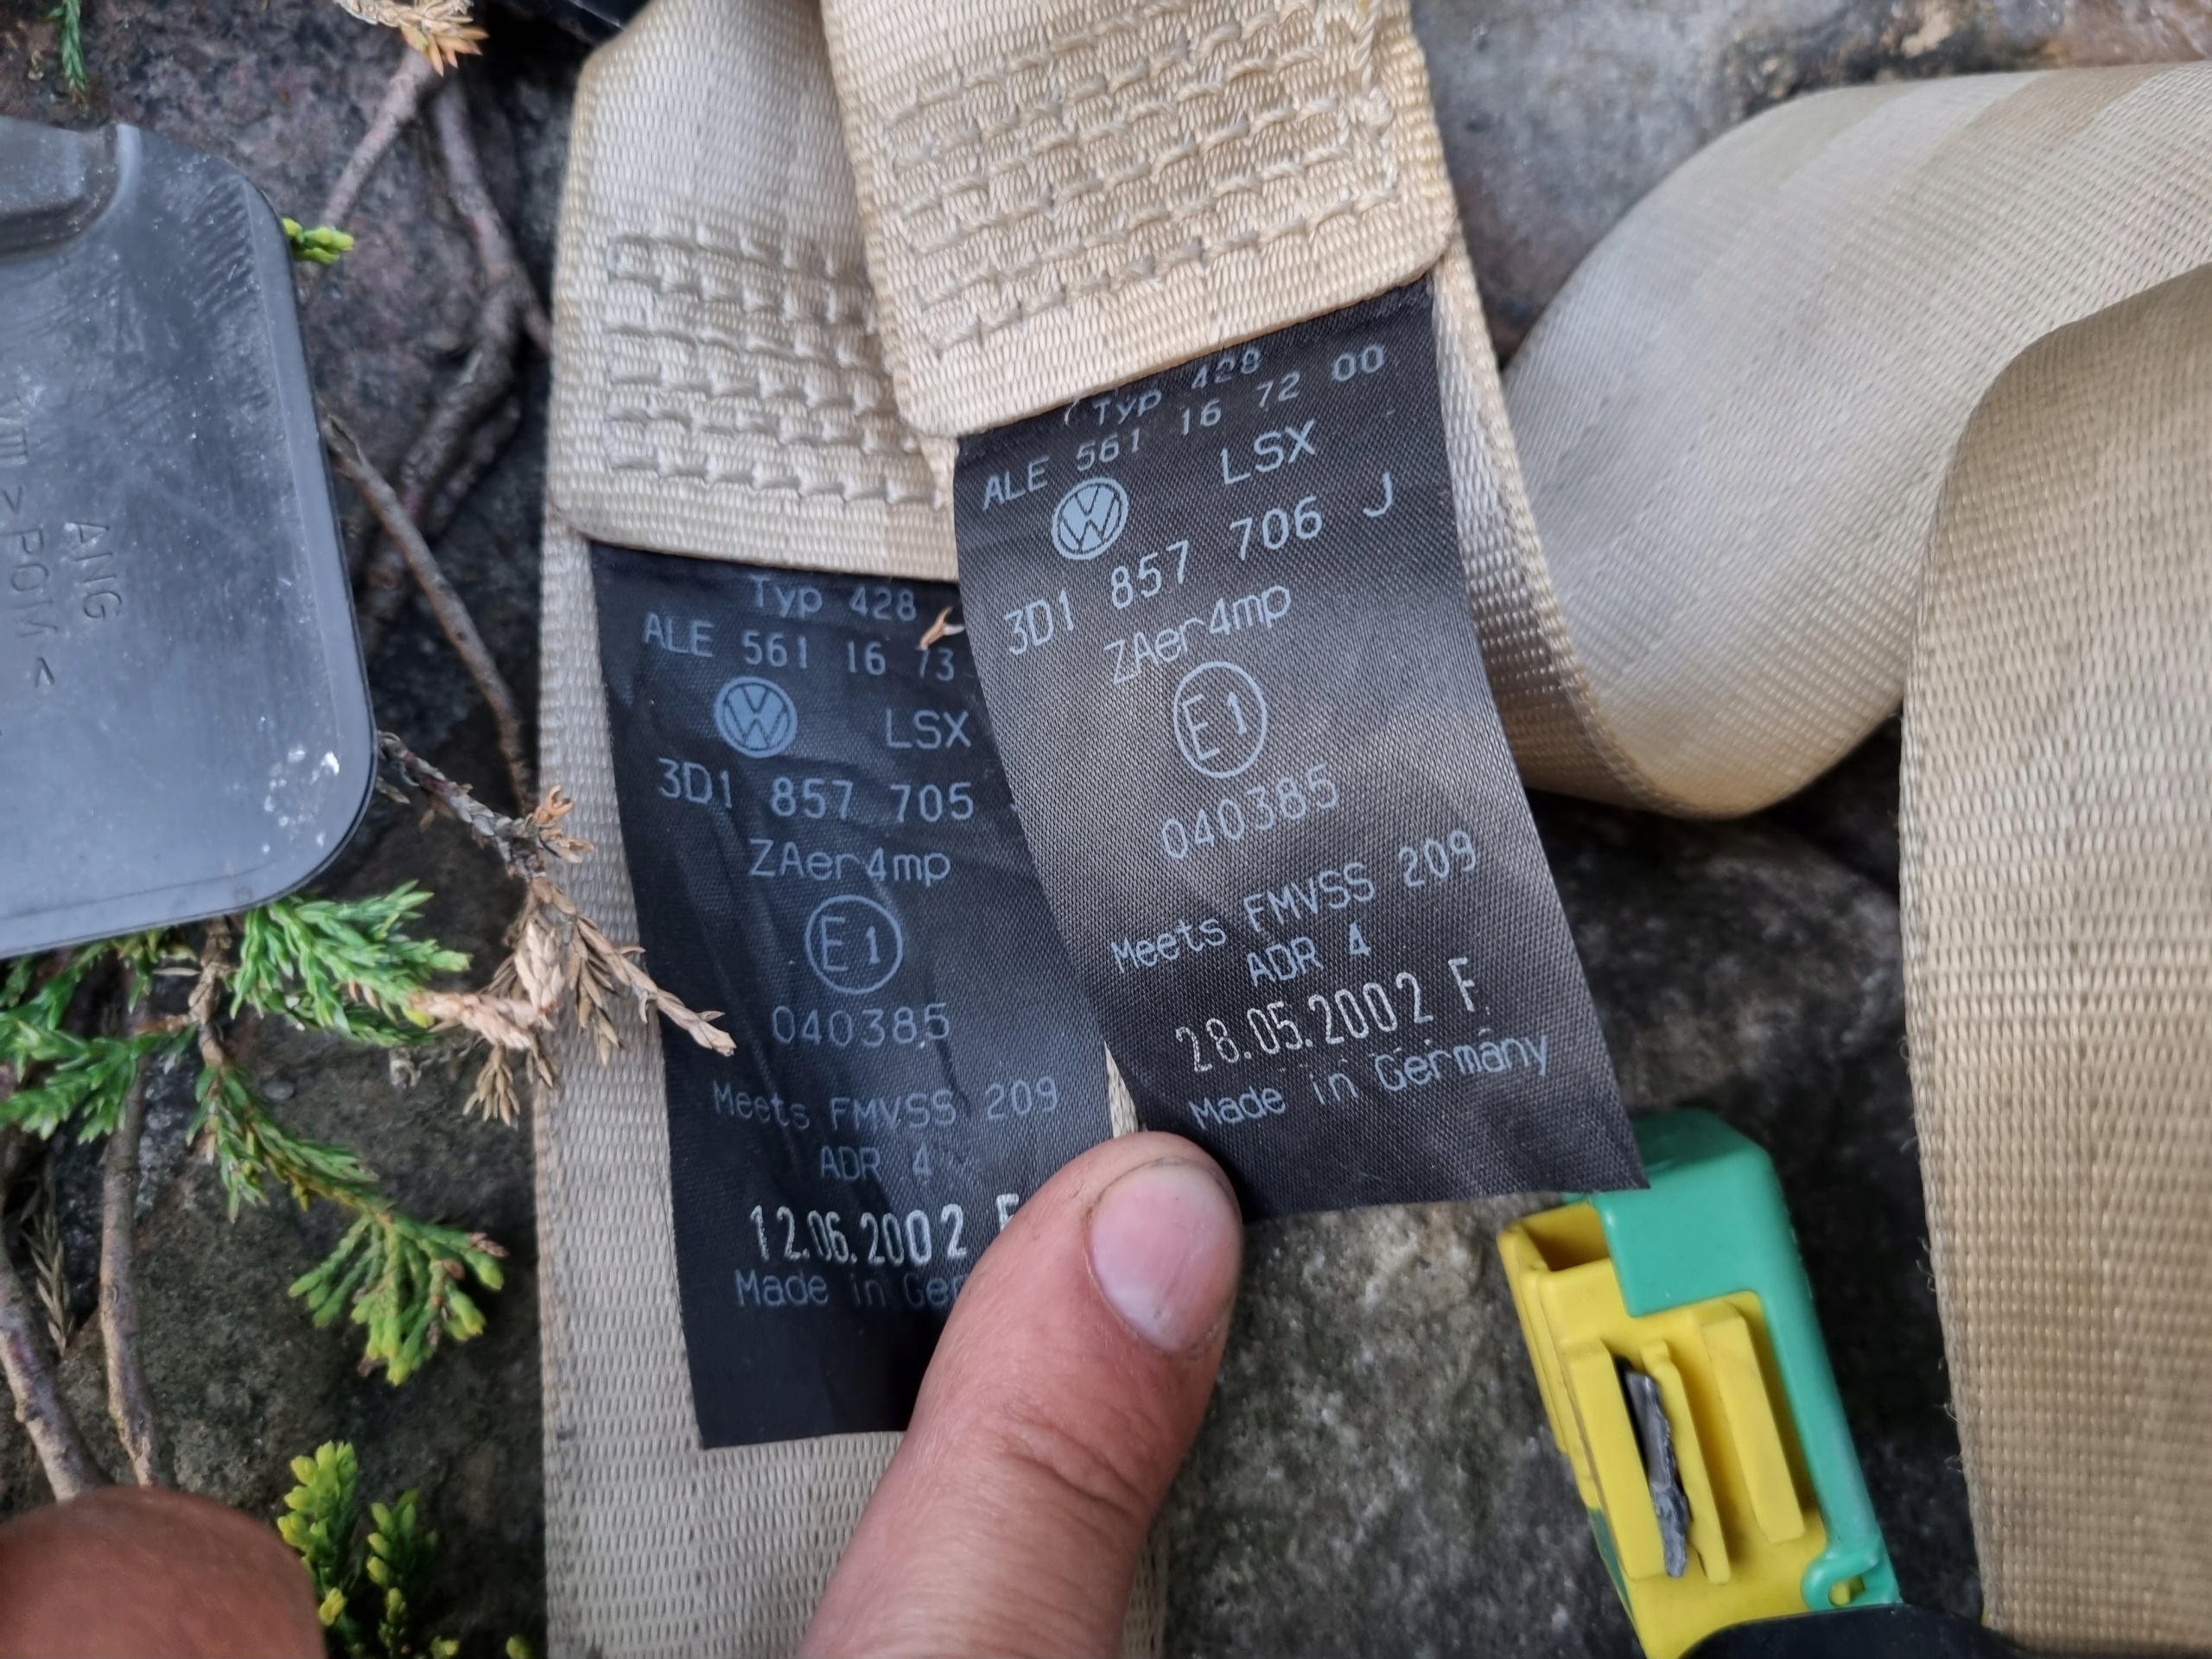 Typ 428
ALE 561 16 73
LSX
3D1 857 705
ZAer4mp
E1
040385
Meets FMVSS 209
ADR 4
12.06.2002 F
Made in Ger
Typ 428
ALE 561 16 72 00
LSX
3D1 857 706 J
ZAer4mp
E1
040385
Meets FMVSS 209
ADR 4
28.05.2002 F.
Made in Germany
ANG
>POM<